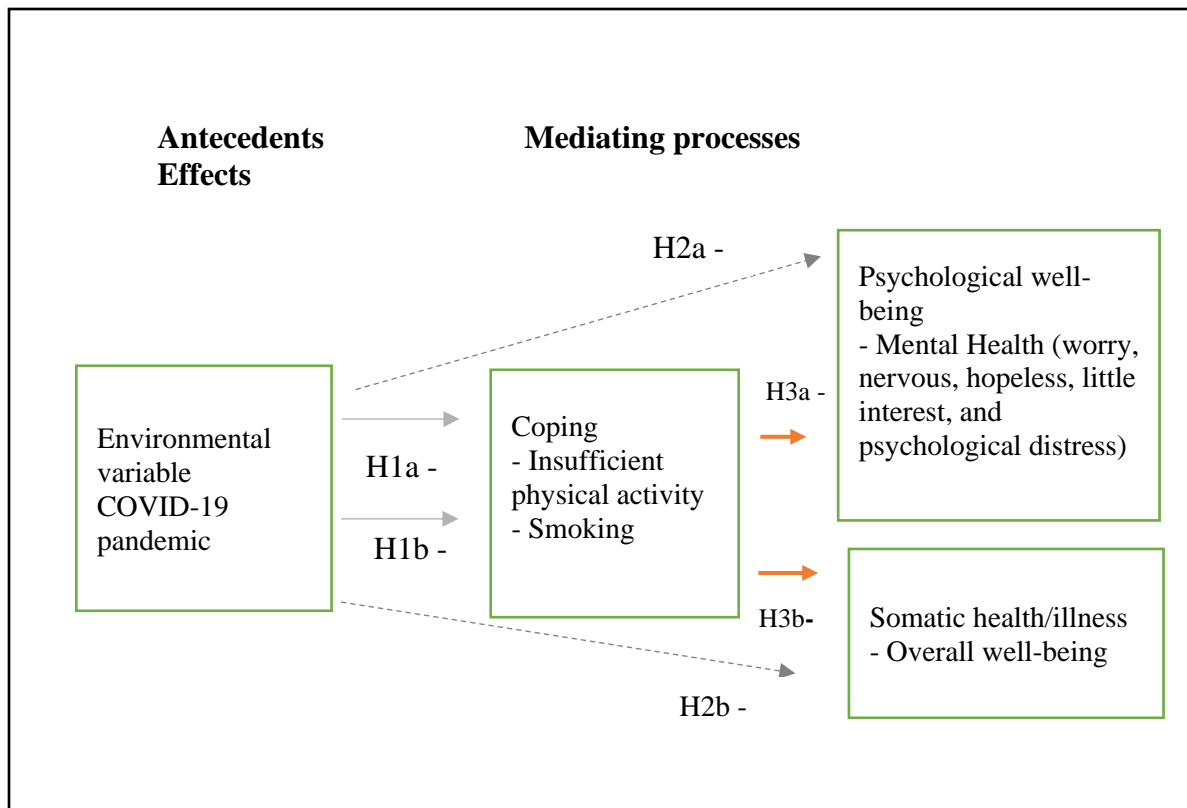 Antecedents
Effects
Mediating processes
H2a -
Psychological well-
being
- Mental Health (worry,
nervous, hopeless, little
interest, and
psychological distress)
H3a -
Environmental
variable
COVID-19
pandemic
H1a -
H1b -
Coping
- Insufficient
physical activity
- Smoking
H3b-
Somatic health/illness
- Overall well-being
H2b -